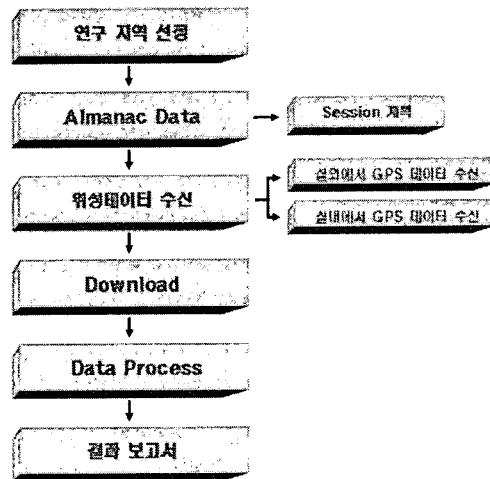 연구 지역 선정
Almanac Data
Session 계획
위성데이터 수신
실외에서 GPS 데이터 수신
실내에서 GPS 데이터 수신
Download
Data Process
결과 보고서